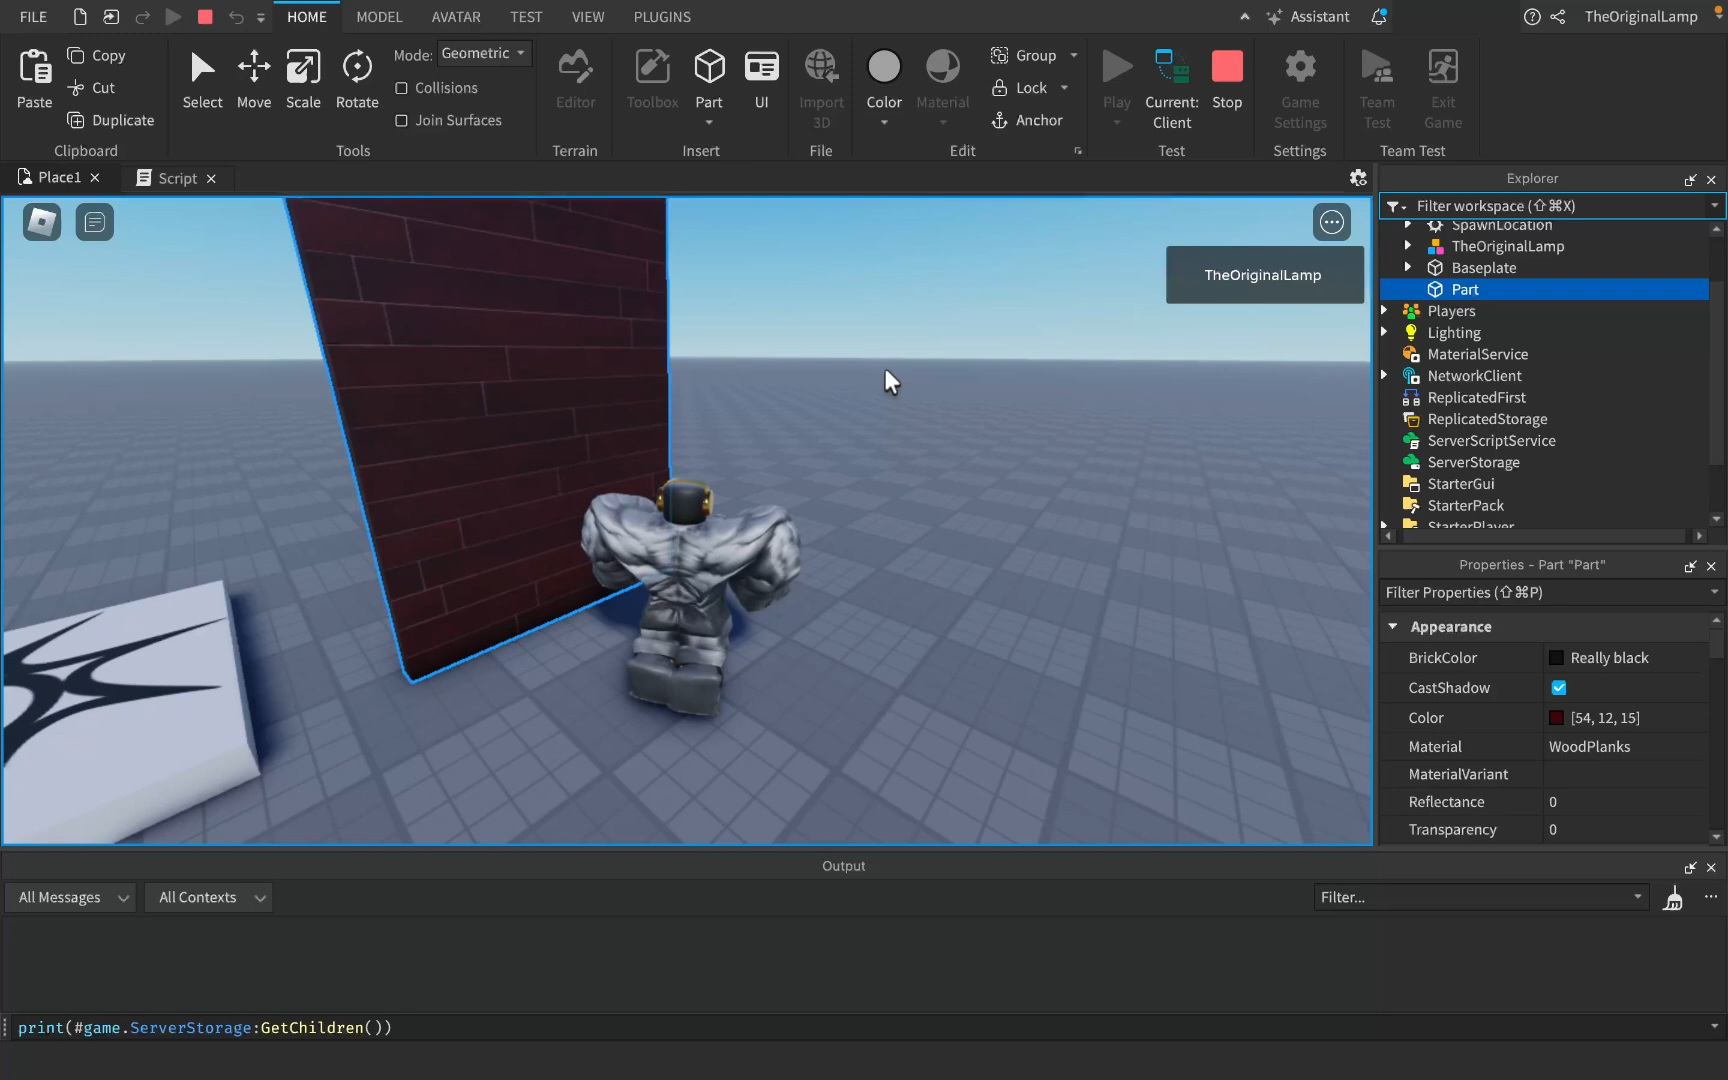 FILE
HOME
MODEL
AVATAR
TEST
VIEW
PLUGINS
Assistant
TheOriginalLamp
Paste
Copy
Cut
Duplicate
Clipboard
Select
Move
Scale
Rotate
Mode: Geometric
Collisions
Join Surfaces
Tools
Editor
Terrain
Toolbox
Part
UI
Insert
Import
3D
File
Color
Material
Group
Lock
Anchor
Edit
Play
Current:
Client
Stop
Test
Game
Settings
Settings
Team
Test
Exit
Game
Team Test
Place1
Script
TheOriginalLamp
Explorer
Filter workspace (⇧⌘X)
SpawnLocation
TheOriginalLamp
Baseplate
Part
Players
Lighting
MaterialService
NetworkClient
ReplicatedFirst
ReplicatedStorage
ServerScriptService
ServerStorage
StarterGui
StarterPack
StarterPlayer
Properties - Part "Part"
Filter Properties (⇧⌘P)
Appearance
BrickColor Really black
CastShadow
Color [54, 12, 15]
Material WoodPlanks
MaterialVariant
Reflectance 0
Transparency 0
Output
All Messages
All Contexts
Filter...
print(#game.ServerStorage:GetChildren())